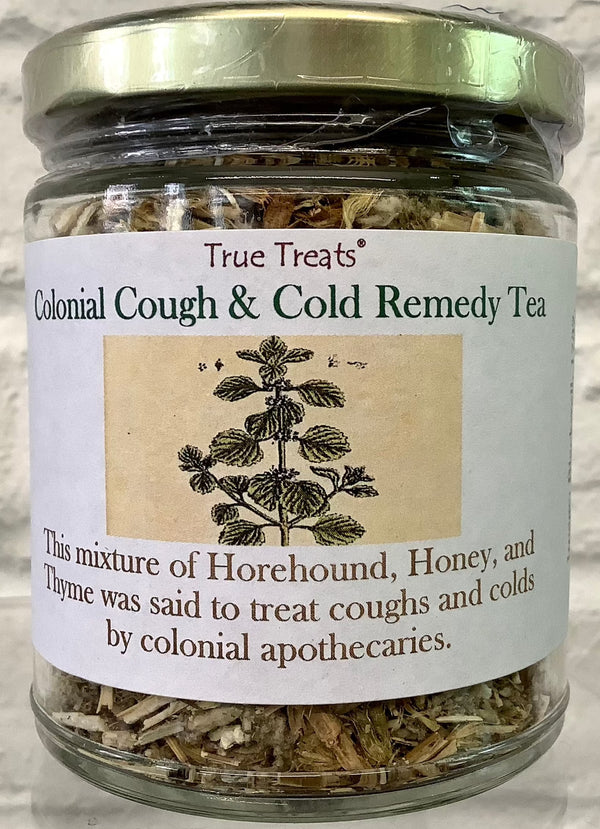 True Treats®
Colonial Cough & Cold Remedy Tea
This mixture of Horehound, Honey, and
Thyme was said to treat coughs and colds
by colonial apothecaries.